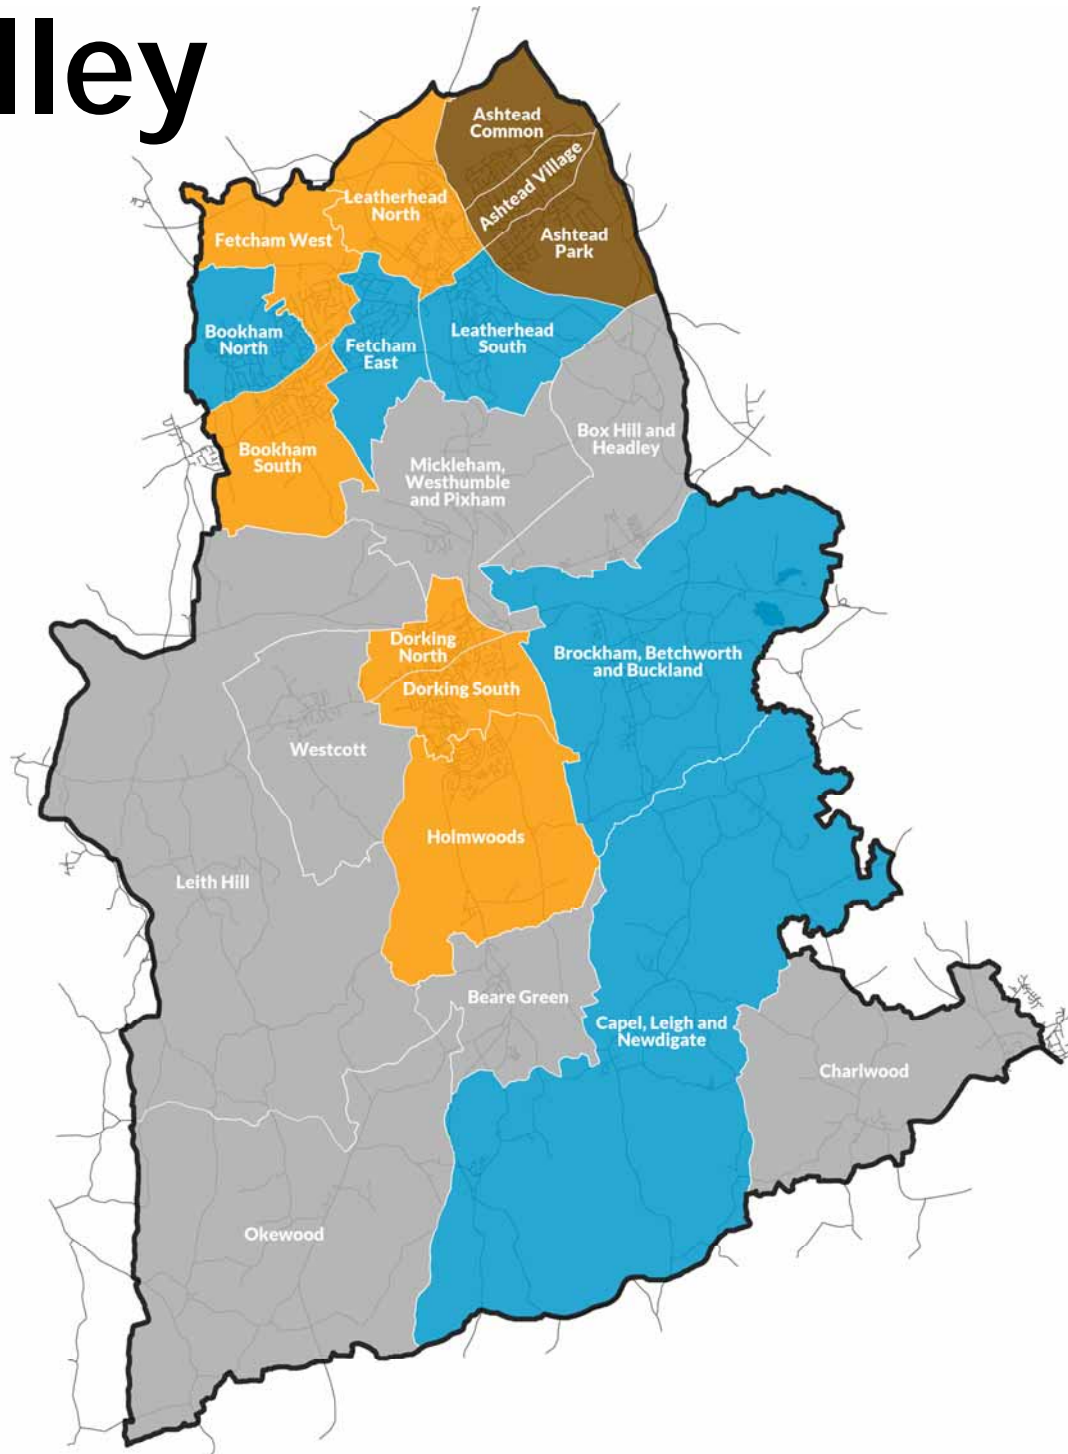 lley
Ashtead
Common
Ashtead Village
Leatherhead
North
Fetcham West
Ashtead
Park
Bookham
North
Fetcham
East
Leatherhead
South
Bookham
South
Mickleham,
Westhumble
and Pixham
Box Hill and
Headley
Dorking
North
Dorking South
Brockham, Betchworth
and Buckland
Westcott
Holmwoods
Leith Hill
Beare Green
Capel, Leigh and
Newdigate
Charlwood
Okewood